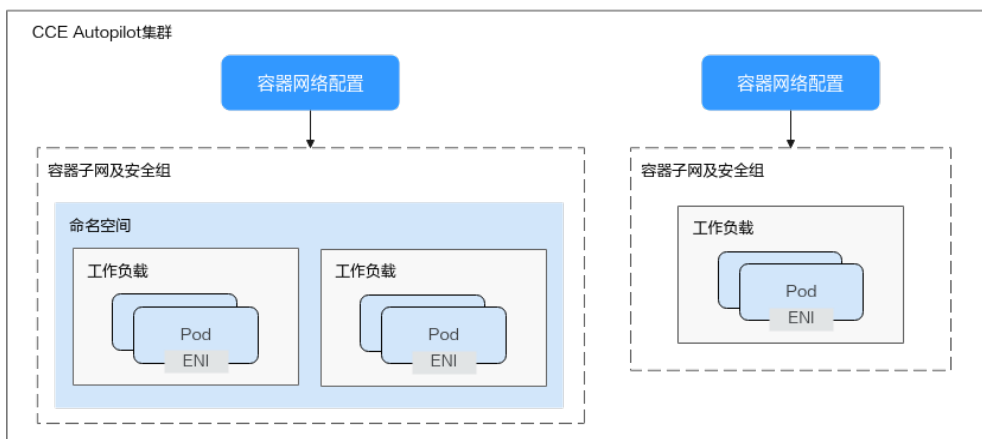 CCE Autopilot集群
容器网络配置
容器网络配置
容器子网及安全组
命名空间
工作负载
Pod
ENI
工作负载
Pod
ENI
容器子网及安全组
工作负载
Pod
ENI